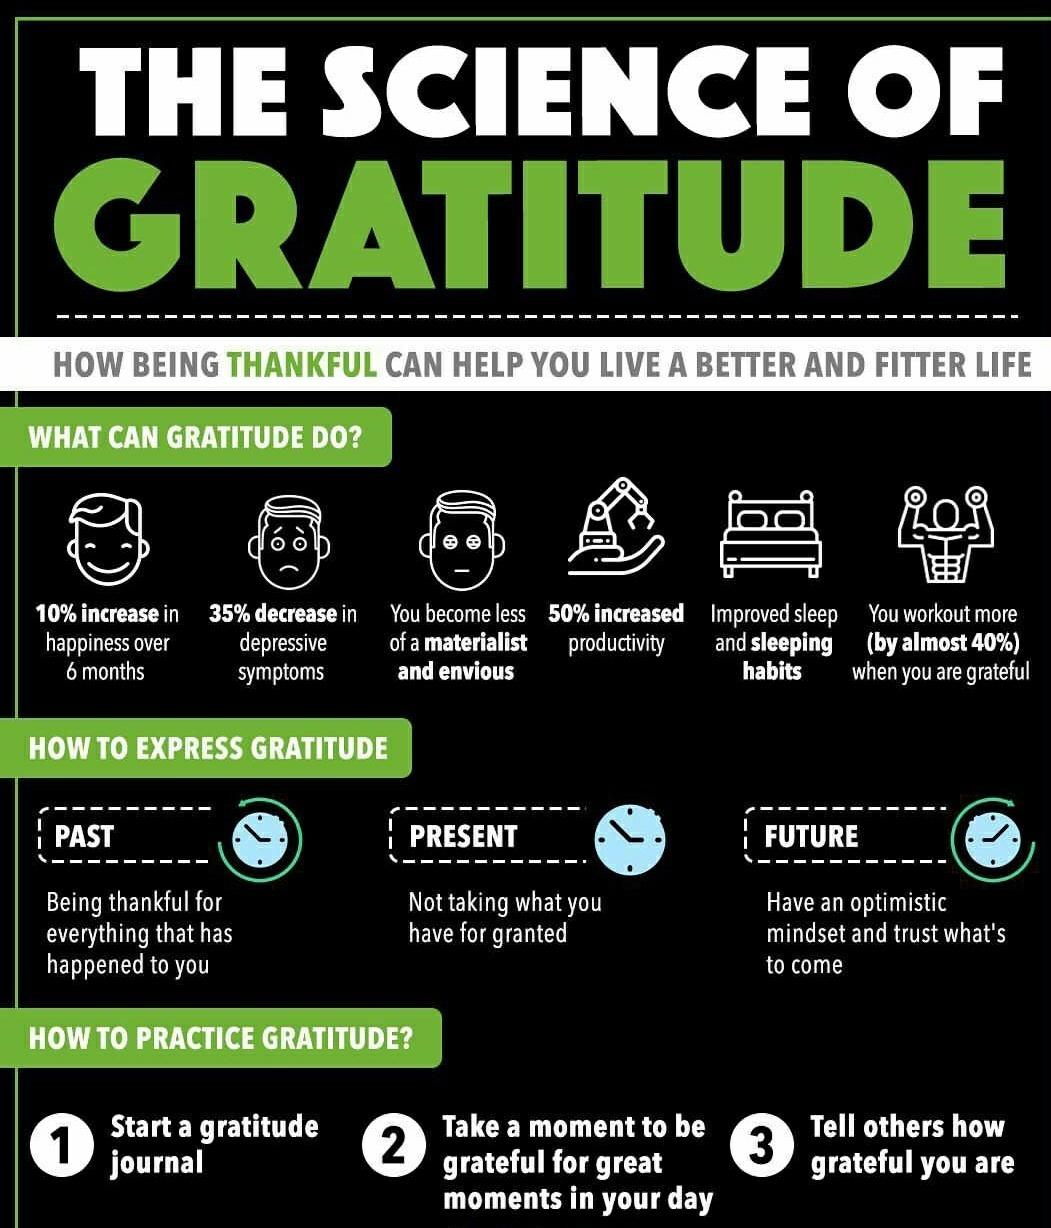 THE SCIENCE OF
GRATITUDE
HOW BEING THANKFUL CAN HELP YOU LIVE A BETTER AND FITTER LIFE
WHAT CAN GRATITUDE DO?
10% increase in
happiness over
6 months
35% decrease in
depressive
symptoms
You become less
of a materialist
and envious
50% increased
productivity
Improved sleep
and sleeping
habits
You workout more
(by almost 40%)
when you are grateful
HOW TO EXPRESS GRATITUDE
PAST
Being thankful for
everything that has
happened to you
PRESENT
Not taking what you
have for granted
FUTURE
Have an optimistic
mindset and trust what's
to come
HOW TO PRACTICE GRATITUDE?
1
Start a gratitude
journal
2
Take a moment to be
grateful for great
moments in your day
3
Tell others how
grateful you are